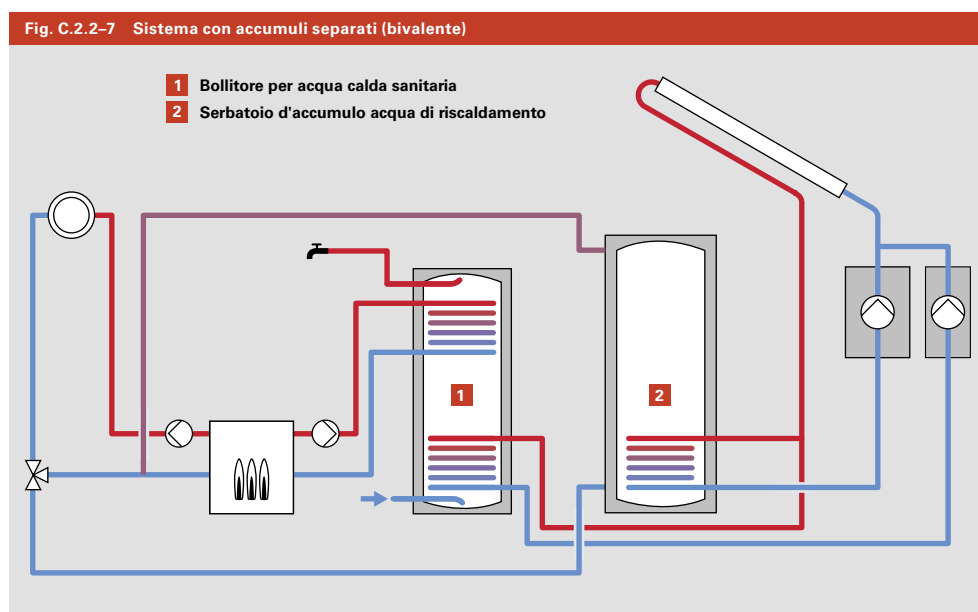 Fig. C.2.2–7 Sistema con accumuli separati (bivalente)
1 Bollitore per acqua calda sanitaria
2 Serbatoio d'accumulo acqua di riscaldamento
1
2